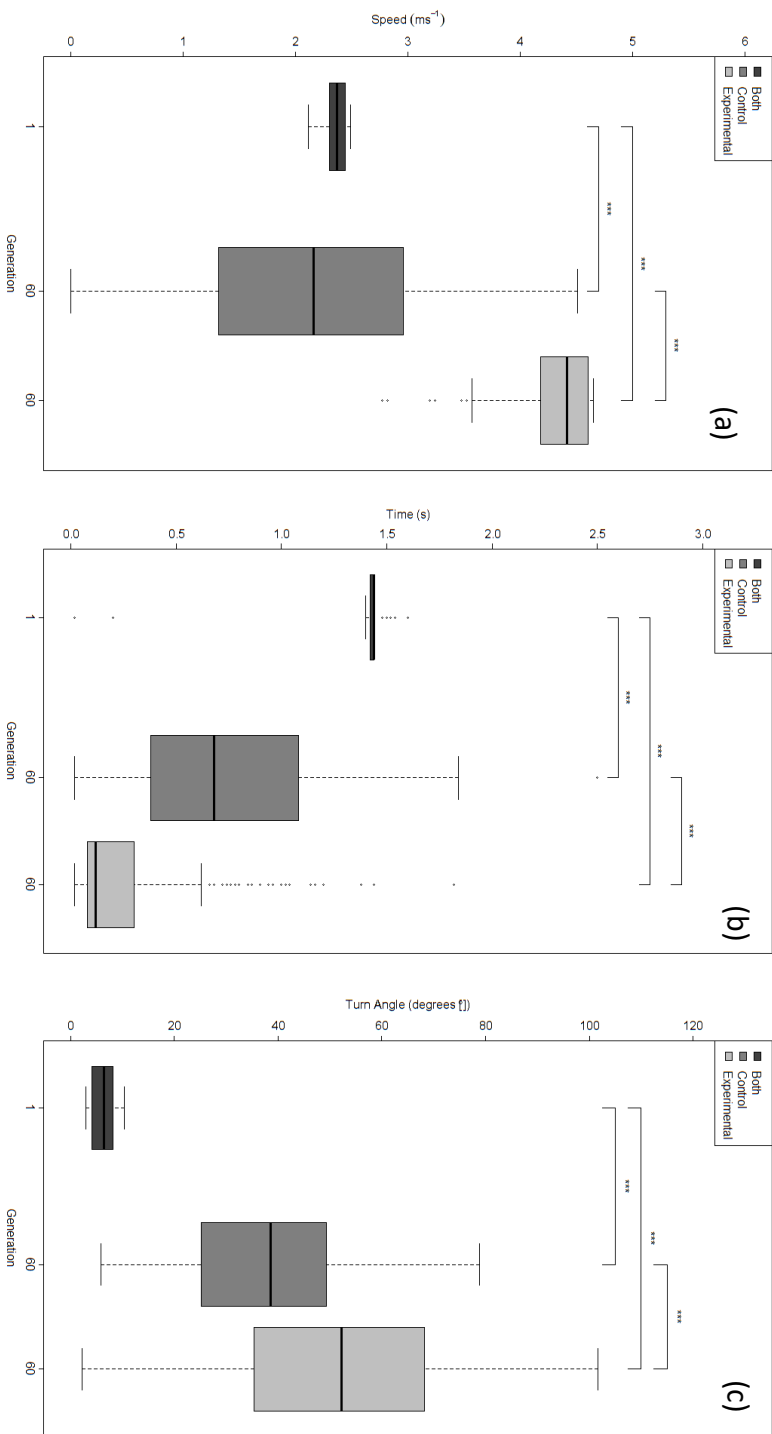 Both
Control
Experimental
(a)
***
***
***
Speed (ms⁻¹)
0 1 2 3 4 5 6
1 60 60
Generation
Both
Control
Experimental
(b)
***
***
***
Time (s)
0.0 0.5 1.0 1.5 2.0 2.5 3.0
1 60 60
Generation
Both
Control
Experimental
(c)
***
***
***
Turn Angle (degrees [°])
0 20 40 60 80 100 120
1 60 60
Generation